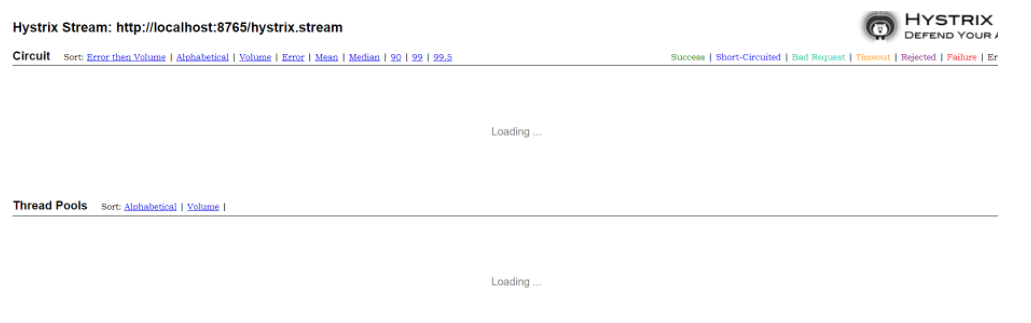 Hystrix Stream: http://localhost:8765/hystrix.stream
HYSTRIX
DEFEND YOUR A
Circuit Sort: Error then Volume | Alphabetical | Volume | Error | Mean | Median | 90 | 99 | 99.5
Success | Short-Circuited | Bad Request | Timeout | Rejected | Failure | Er
Loading ...
Thread Pools Sort: Alphabetical | Volume |
Loading ...